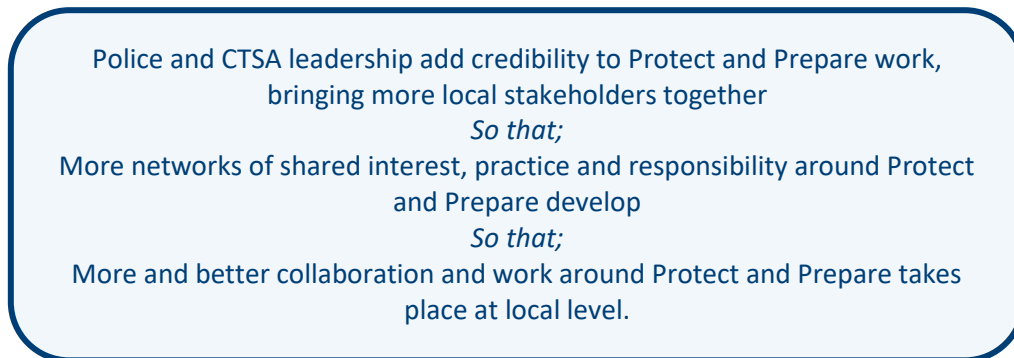 Police and CTSA leadership add credibility to Protect and Prepare work,
bringing more local stakeholders together
So that;
More networks of shared interest, practice and responsibility around Protect
and Prepare develop
So that;
More and better collaboration and work around Protect and Prepare takes
place at local level.